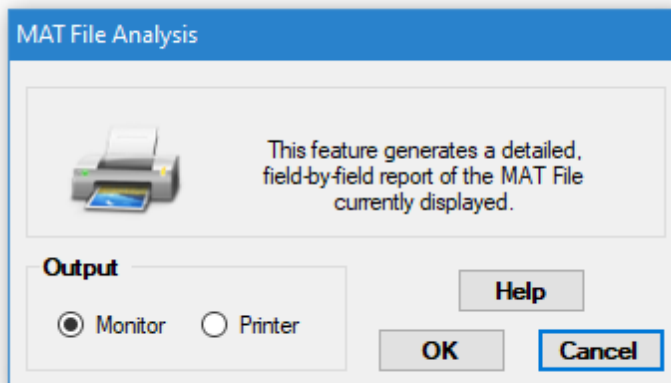 MAT File Analysis
This feature generates a detailed,
field-by-field report of the MAT File
currently displayed.
Output
Monitor
Printer
Help
OK
Cancel